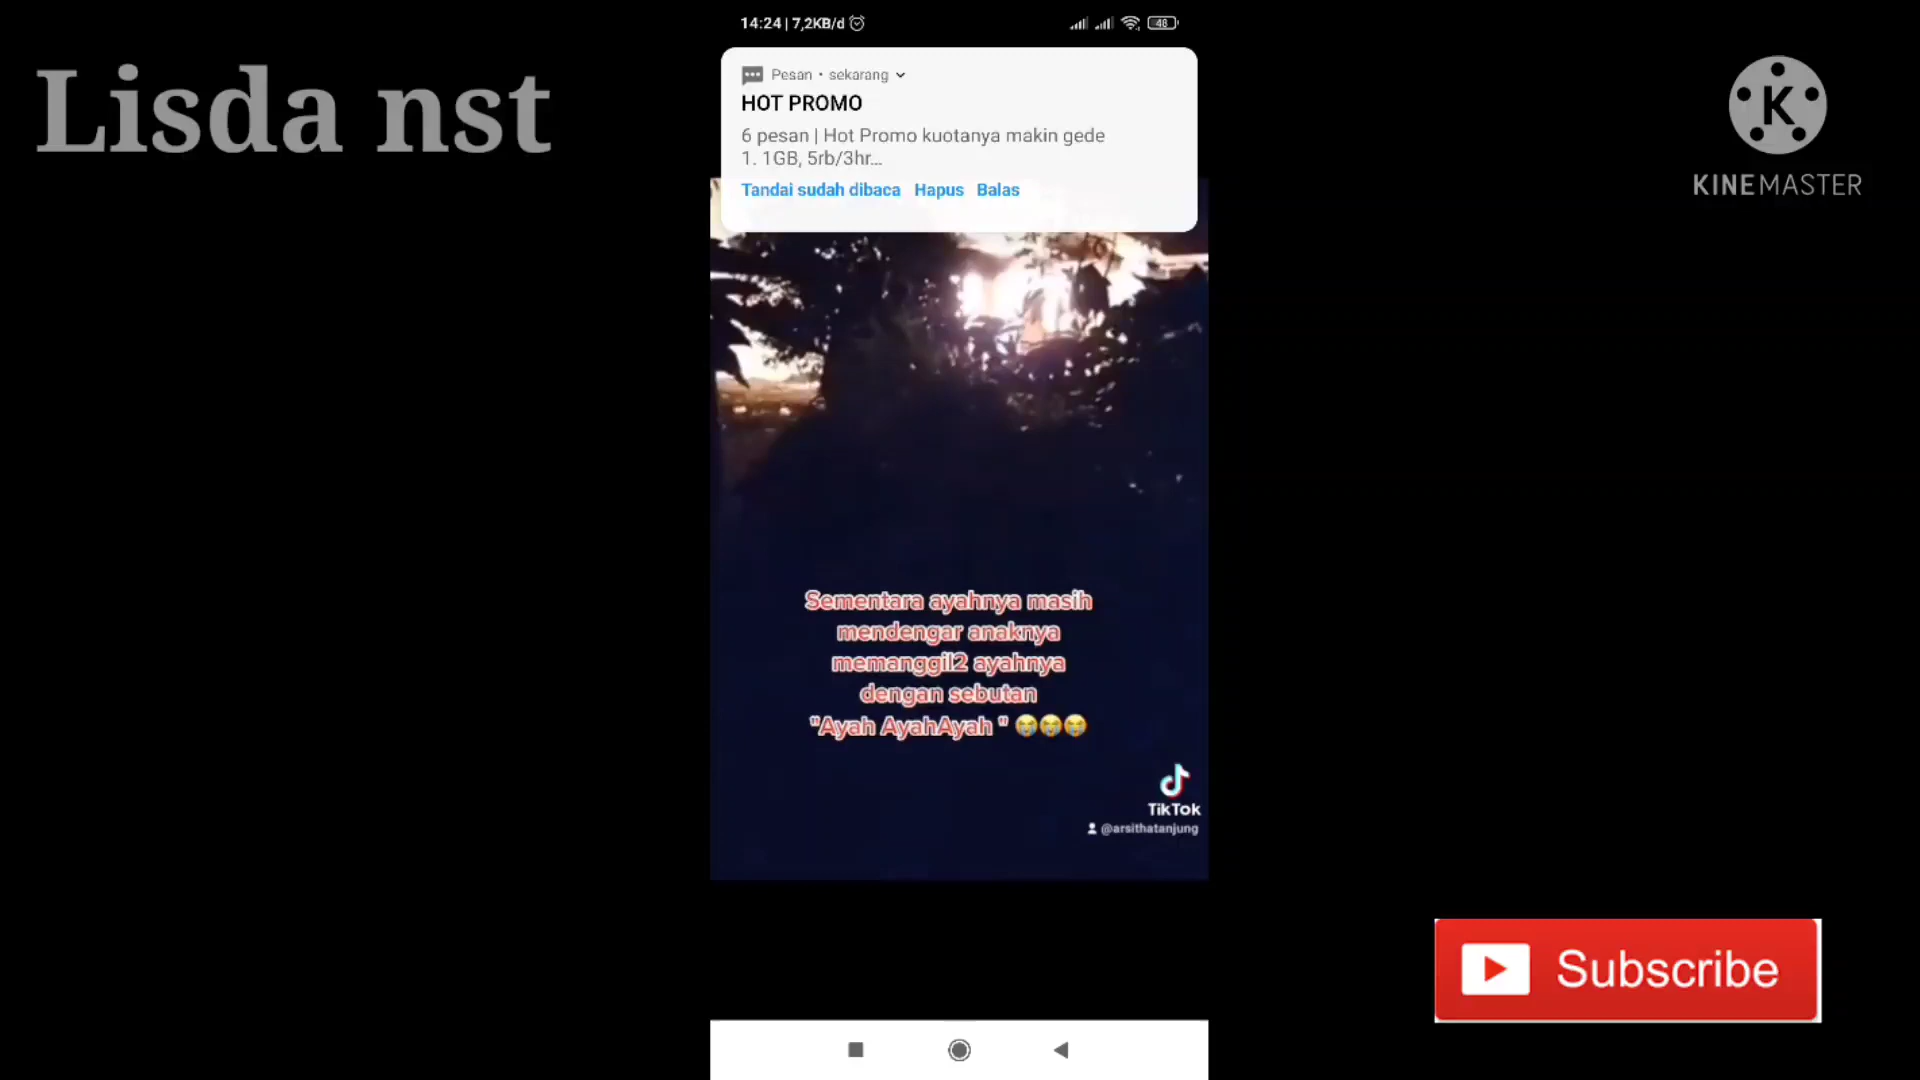 Lisda nst
14:24 | 7,2KB/d
48
Pesan • sekarang
HOT PROMO
6 pesan | Hot Promo kuotanya makin gede
1. 1GB, 5rb/3hr...
Tandai sudah dibaca Hapus Balas
K
KINEMASTER
Sementara ayahnya masih
mendengar anaknya
memanggil2 ayahnya
dengan sebutan
"Ayah AyahAyah " 😭😭😭
TikTok
@arsithatanjung
Subscribe